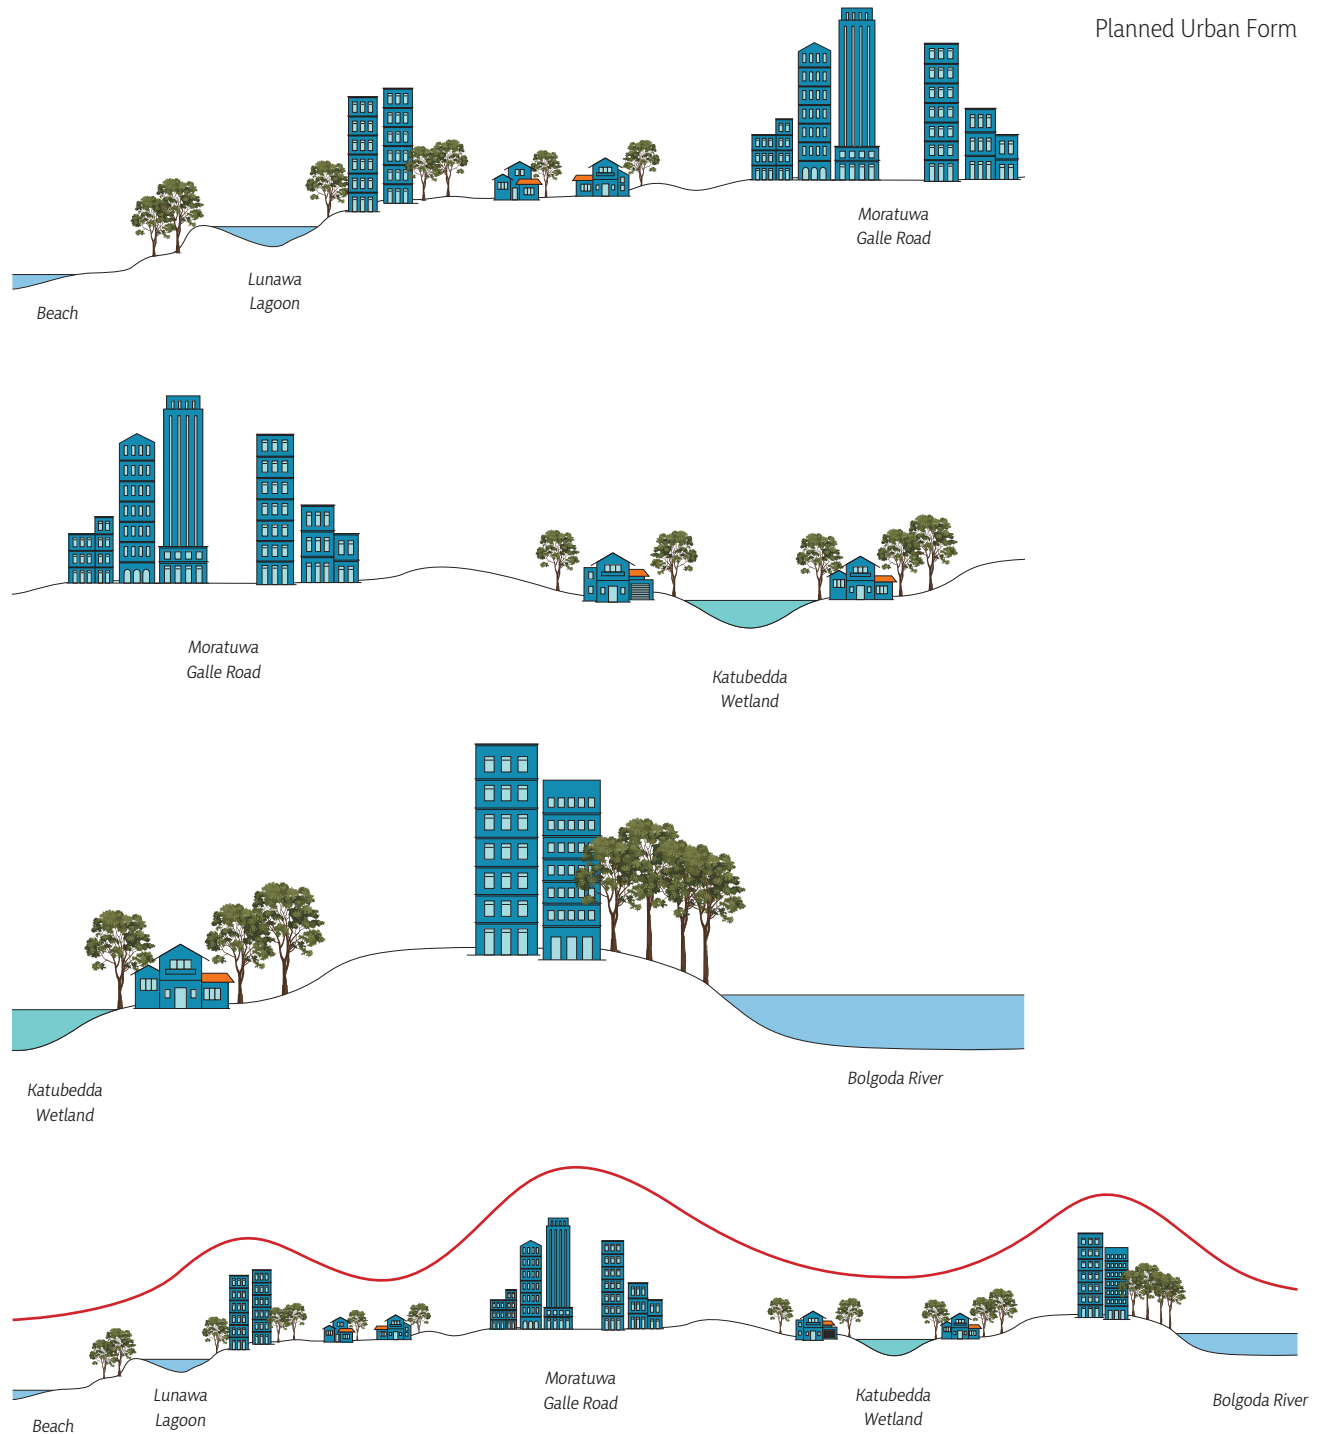 Planned Urban Form
Moratuwa
Galle Road
Lunawa
Lagoon
Beach
Moratuwa
Galle Road
Katubedda
Wetland
Bolgoda River
Katubedda
Wetland
Moratuwa
Galle Road
Lunawa
Lagoon
Katubedda
Wetland
Bolgoda River
Beach